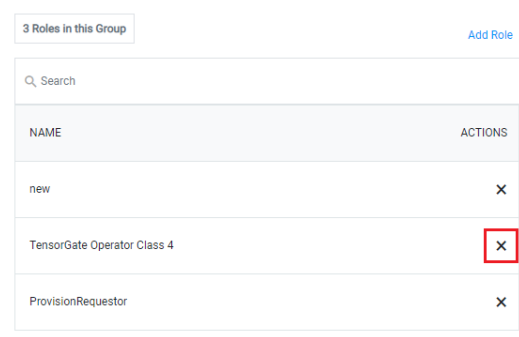 3 Roles in this Group
Add Role
Search
NAME ACTIONS
new
TensorGate Operator Class 4
ProvisionRequestor